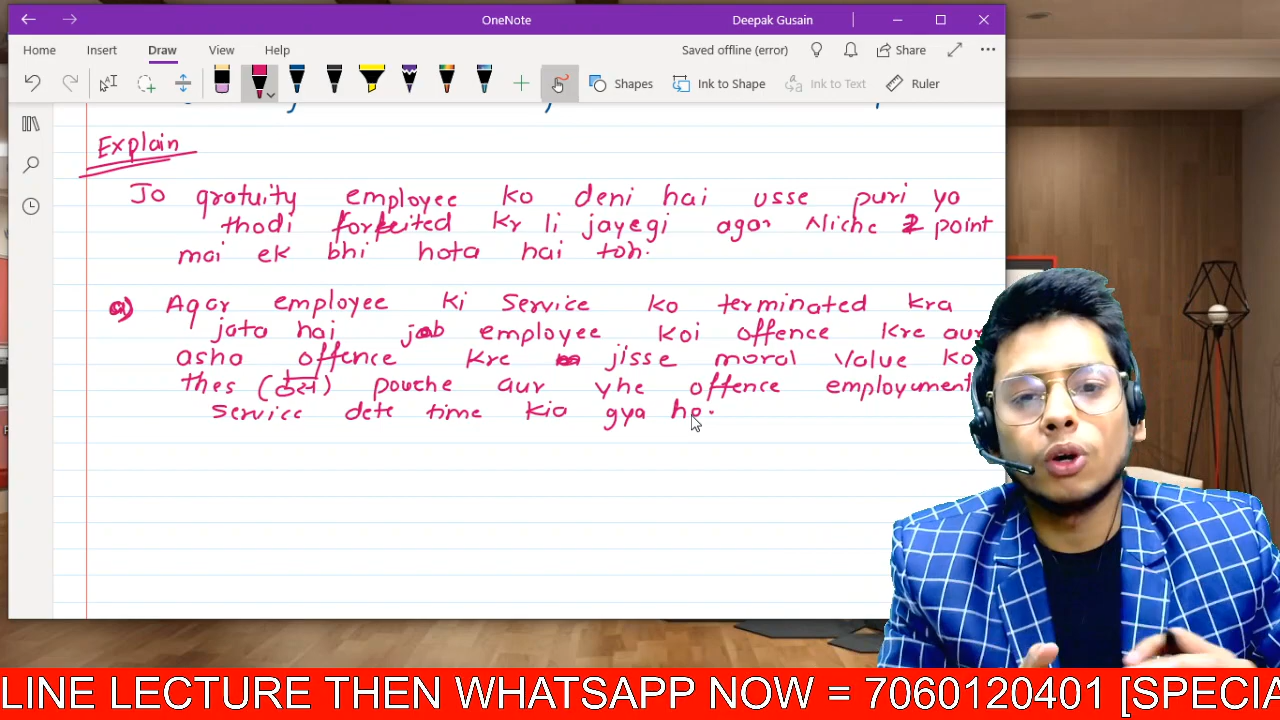 OneNote
Deepak Gusain
Home Insert Draw View Help
Saved offline (error) Share
Shapes Ink to Shape Ink to Text Ruler
Explain
Jo gratuity employee ko deni hai usse puri ya
thodi forfeited kr li jayegi agar Niche 2 point
mai ek bhi hota hai toh.
a) Agar employee ki Service ko terminated kra
jata hai job employee koi offence kre aur
asha offence kre jisse moral value ko
thes (ठेस) pouche aur yhe offence employument
service dete time kia gya ho.
LINE LECTURE THEN WHATSAPP NOW = 7060120401 [SPECIA